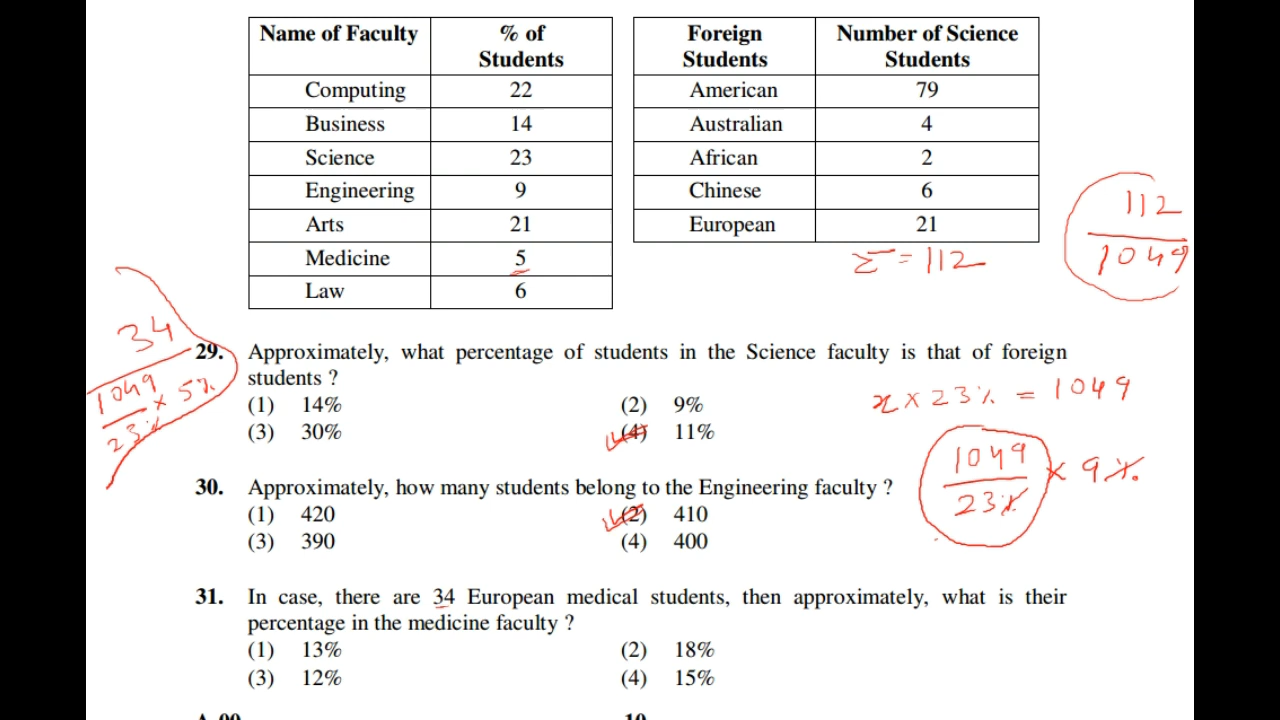 Name of Faculty % of Students
Computing 22
Business 14
Science 23
Engineering 9
Arts 21
Medicine 5
Law 6
Foreign Students Number of Science Students
American 79
Australian 4
African 2
Chinese 6
European 21
Σ = 112
112
1049
34
1049
23% × 5%
29. Approximately, what percentage of students in the Science faculty is that of foreign
students ?
(1) 14% (2) 9%
(3) 30% (4) 11%
x × 23% = 1049
1049
23% × 9%.
30. Approximately, how many students belong to the Engineering faculty ?
(1) 420 (2) 410
(3) 390 (4) 400
31. In case, there are 34 European medical students, then approximately, what is their
percentage in the medicine faculty ?
(1) 13% (2) 18%
(3) 12% (4) 15%